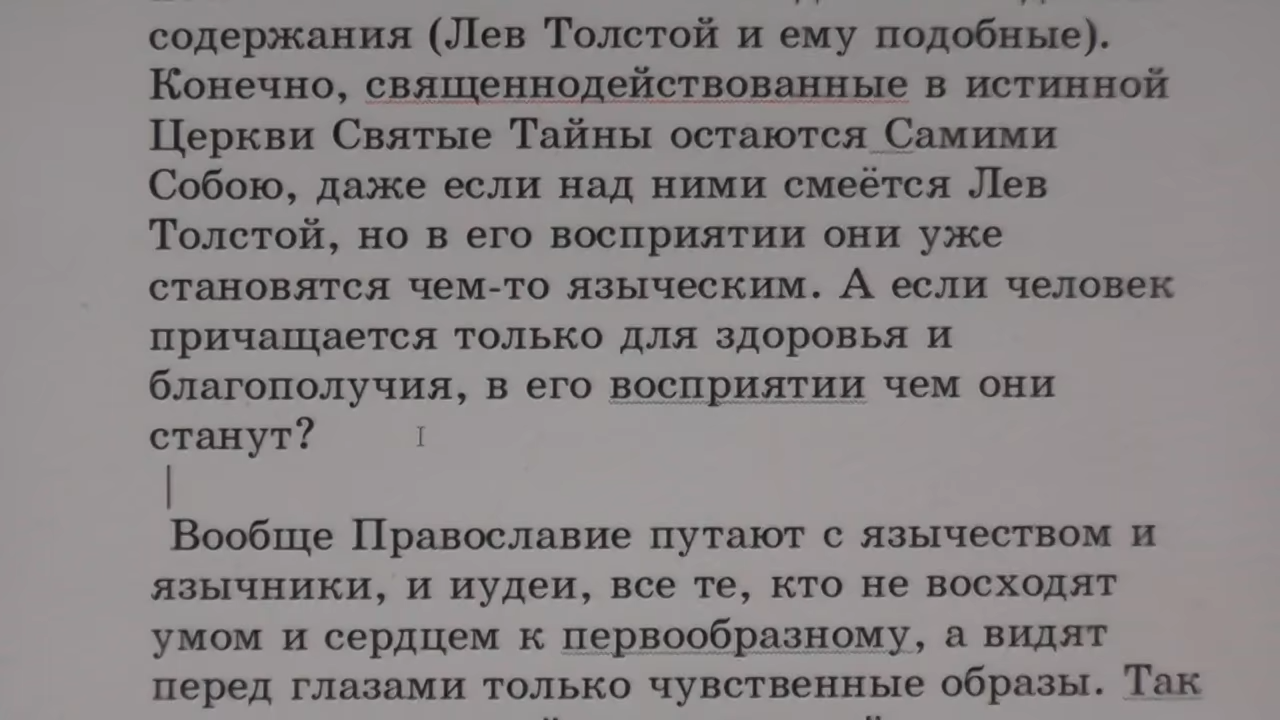 содержания (Лев Толстой и ему подобные).
Конечно, священнодействованные в истинной
Церкви Святые Тайны остаются Самими
Собою, даже если над ними смеётся Лев
Толстой, но в его восприятии они уже
становятся чем-то языческим. А если человек
причащается только для здоровья и
благополучия, в его восприятии чем они
станут?
Вообще Православие путают с язычеством и
язычники, и иудеи, все те, кто не восходят
умом и сердцем к первообразному, а видят
перед глазами только чувственные образы. Так